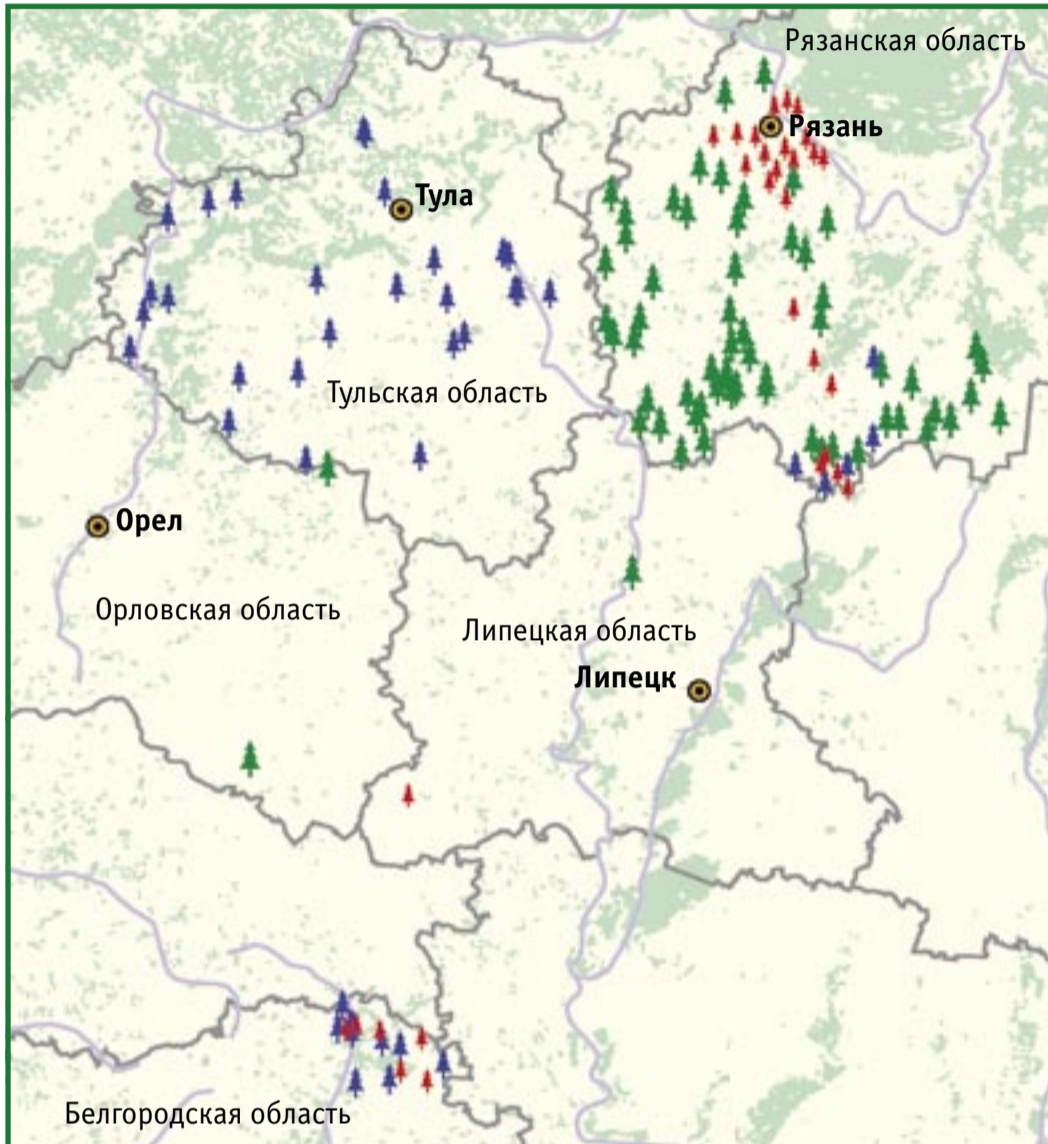 Рязанская область
Рязань
Тула
Тульская область
Орел
Орловская область
Липецкая область
Липецк
Белгородская область